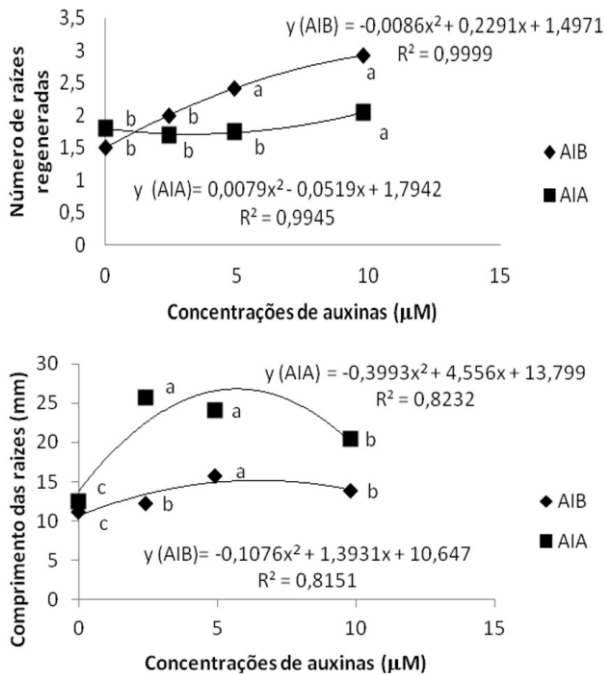 y (AIB) = -0,0086x² + 0,2291x + 1,4971
R² = 0,9999
Número de raízes
regeneradas
3,5
3
2,5
2
1,5
1
0,5
0
b
b
b
b
a
b
a
a
AIB
AIA
y (AIA)= 0,0079x² - 0,0519x + 1,7942
R² = 0,9945
0
5
10
15
Concentrações de auxinas (µM)
Comprimento das raizes (mm)
30
25
20
15
10
5
0
y (AIA) = -0,3993x² + 4,556x + 13,799
R² = 0,8232
c
a
a
b
c
b
a
b
AIB
AIA
y (AIB)= -0,1076x² + 1,3931x + 10,647
R² = 0,8151
0
5
10
15
Concentrações de auxinas (µM)